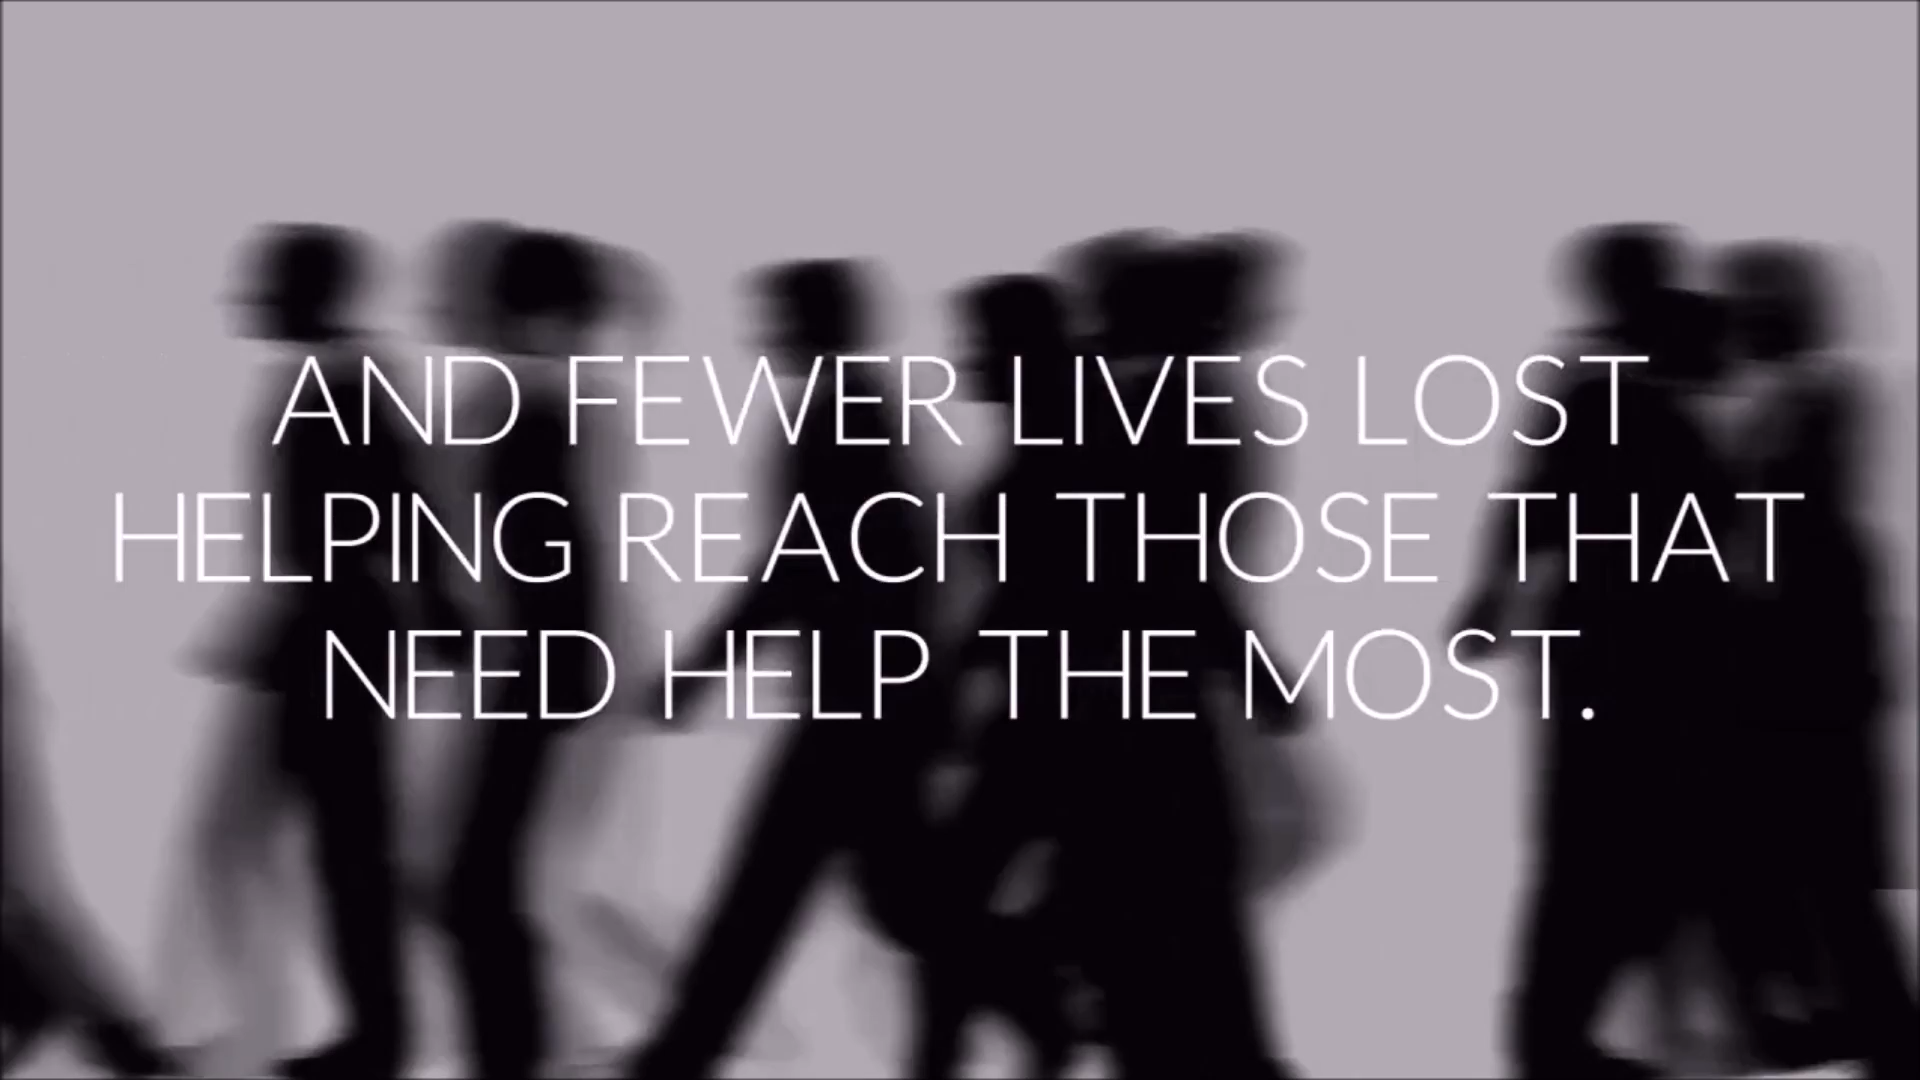 AND FEWER LIVES LOST
HELPING REACH THOSE THAT
NEED HELP THE MOST.